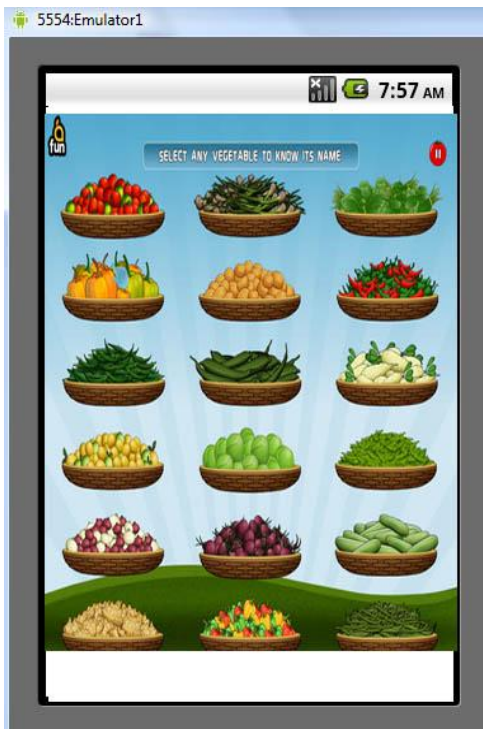 5554:Emulator1
7:57 AM
a
fun
SELECT ANY VEGETABLE TO KNOW ITS NAME